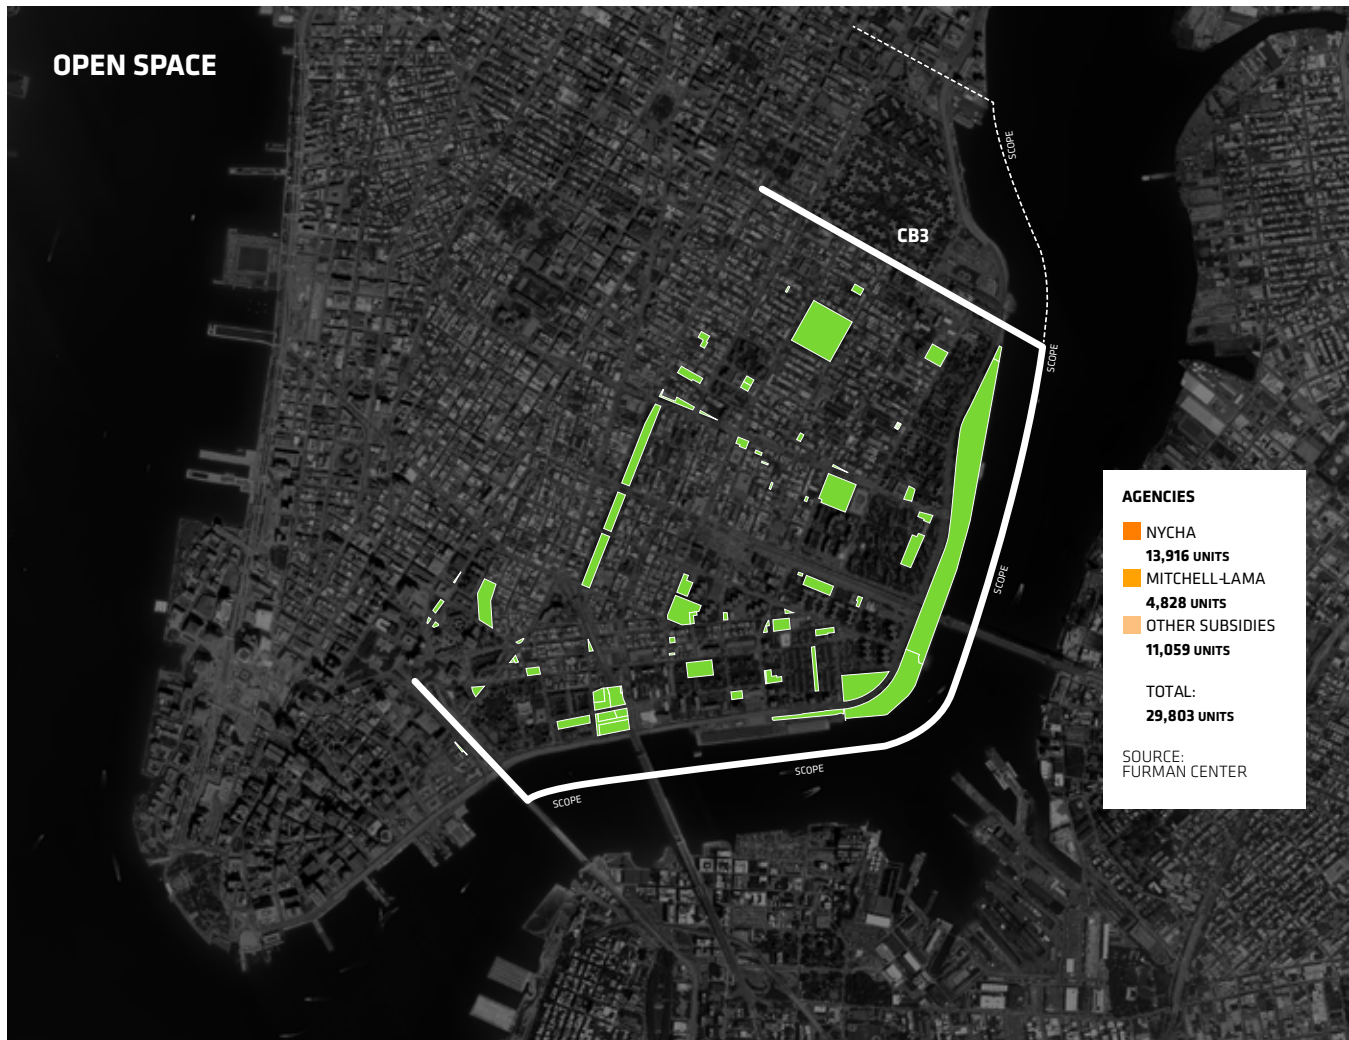 OPEN SPACE
SCOPE
CB3
SCOPE
AGENCIES
NYCHA
13,916 UNITS
MITCHELL-LAMA
4,828 UNITS
OTHER SUBSIDIES
11,059 UNITS
TOTAL:
29,803 UNITS
SOURCE:
FURMAN CENTER
SCOPE
SCOPE
SCOPE